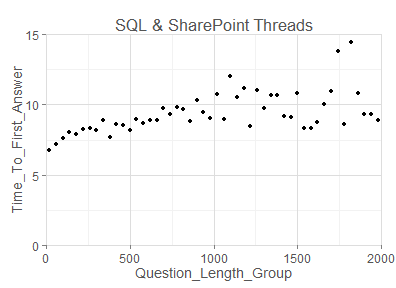 SQL & SharePoint Threads
Time_To_First_Answer
15
10
5
0
0 500 1000 1500 2000
Question_Length_Group